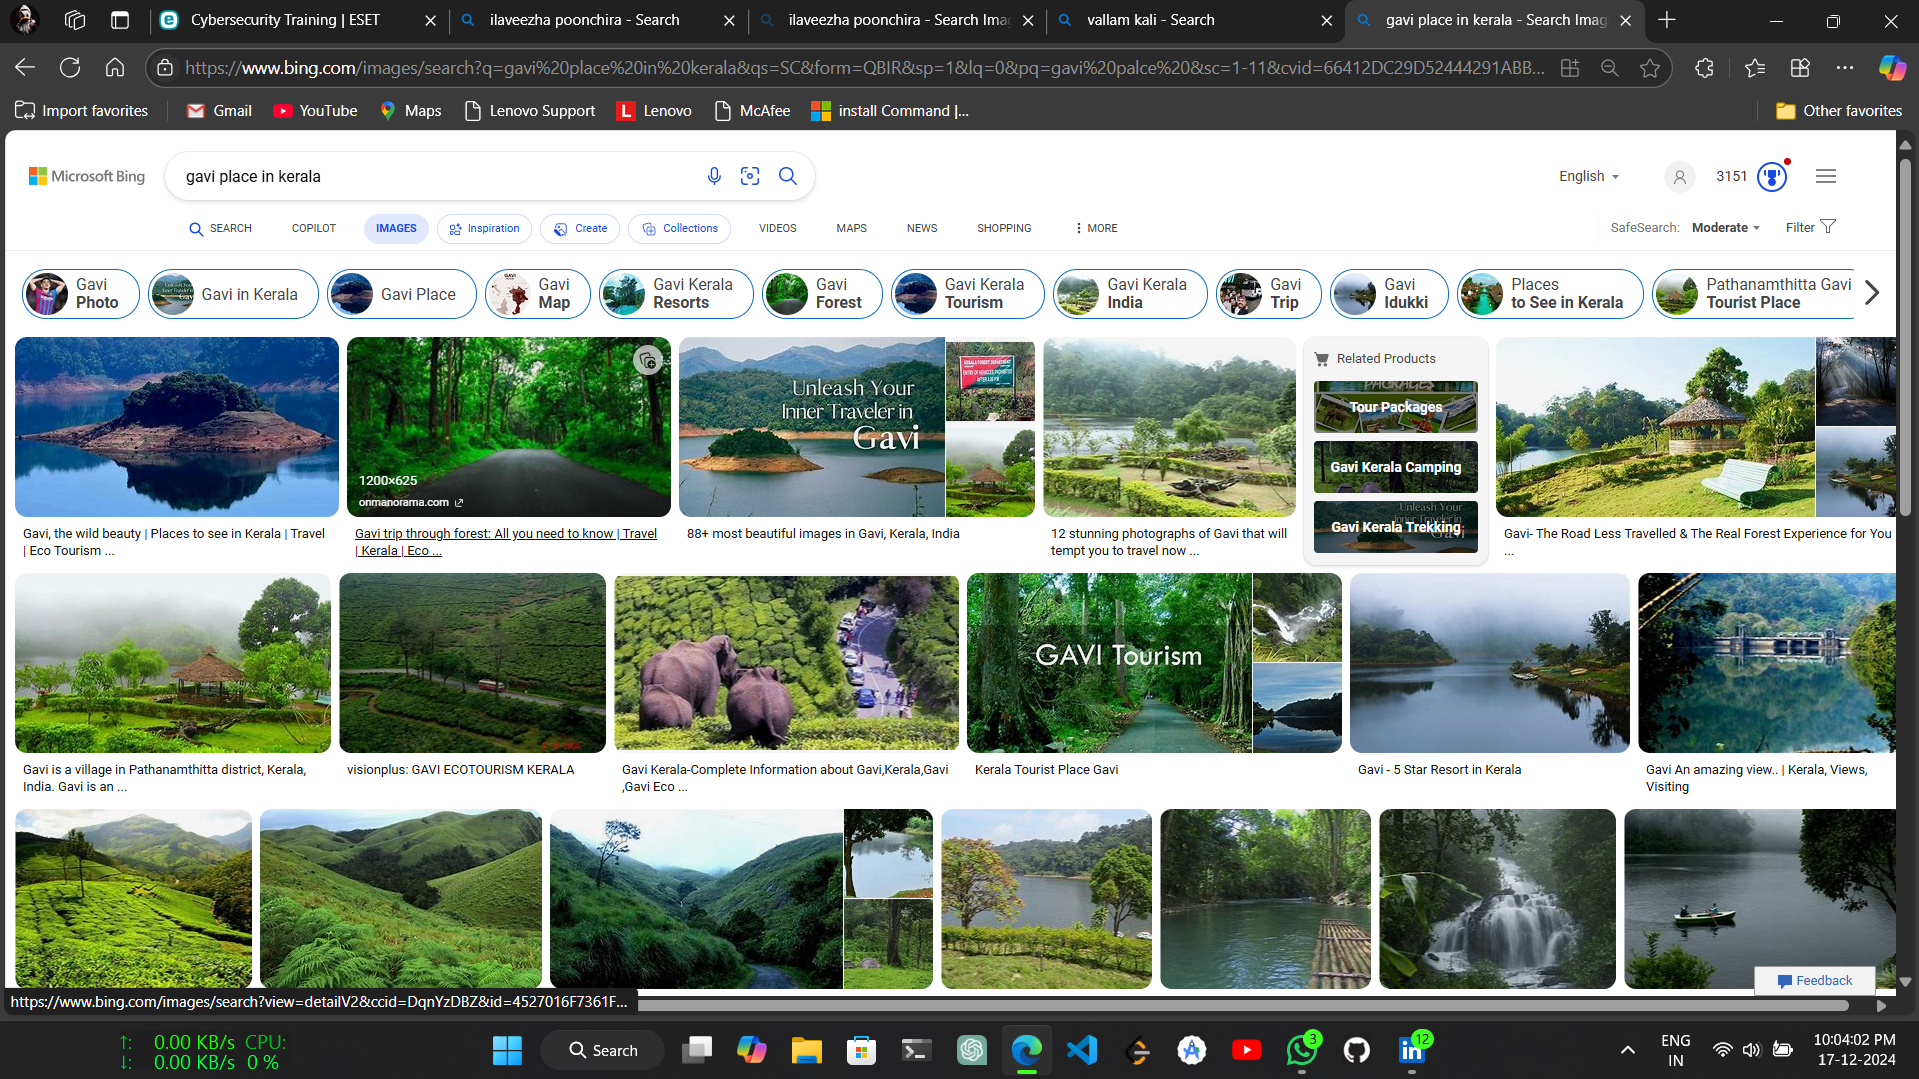 Cybersecurity Training | ESET
ilaveezha poonchira - Search
ilaveezha poonchira - Search Imag
vallam kali - Search
gavi place in kerala - Search Imag
https://www.bing.com/images/search?q=gavi%20place%20in%20kerala&qs=SC&form=QBIR&sp=1&lq=0&pq=gavi%20palce%20&sc=1-11&cvid=66412DC29D52444291ABB...
Import favorites
Gmail
YouTube
Maps
Lenovo Support
L
Lenovo
McAfee
install Command |...
Other favorites
Microsoft Bing
gavi place in kerala
English
3151
SEARCH
COPILOT
IMAGES
Inspiration
Create
Collections
VIDEOS
MAPS
NEWS
SHOPPING
MORE
SafeSearch: Moderate
Filter
Gavi
Photo
Gavi in Kerala
Gavi Place
Gavi
Map
Gavi Kerala
Resorts
Gavi
Forest
Gavi Kerala
Tourism
Gavi Kerala
India
Gavi
Trip
Gavi
Idukki
Places
to See in Kerala
Pathanamthitta Gavi
Tourist Place
1200×625
onmanorama.com
Unleash Your
Inner Traveler in
Gavi
Related Products
Tour Packages
Gavi Kerala Camping
Gavi Kerala Trekking
Gavi, the wild beauty | Places to see in Kerala | Travel
| Eco Tourism ...
Gavi trip through forest: All you need to know | Travel
| Kerala | Eco ...
88+ most beautiful images in Gavi, Kerala, India
12 stunning photographs of Gavi that will
tempt you to travel now ...
Gavi- The Road Less Travelled & The Real Forest Experience for You
...
GAVI Tourism
Gavi is a village in Pathanamthitta district, Kerala,
India. Gavi is an ...
visionplus: GAVI ECOTOURISM KERALA
Gavi Kerala-Complete Information about Gavi,Kerala,Gavi
,Gavi Eco ...
Kerala Tourist Place Gavi
Gavi - 5 Star Resort in Kerala
Gavi An amazing view.. | Kerala, Views,
Visiting
Feedback
https://www.bing.com/images/search?view=detailV2&ccid=DqnYzDBZ&id=4527016F7361F...
↑: 0.00 KB/s CPU:
↓: 0.00 KB/s 0 %
Search
3
12
ENG
IN
10:04:02 PM
17-12-2024